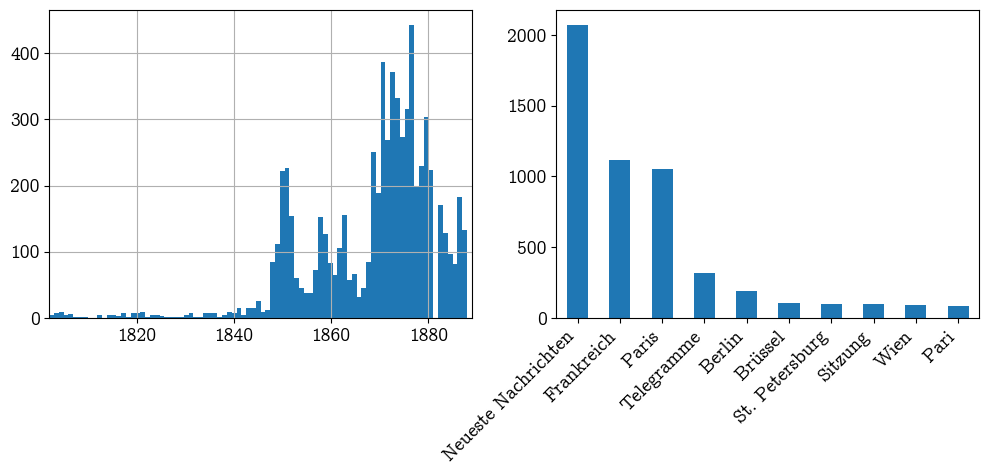 400
300
200
100
0
1820
1840
1860
1880
2000
1500
1000
500
0
Neueste Nachrichten
Frankreich
Paris
Telegramme
Berlin
Brüssel
St. Petersburg
Sitzung
Wien
Pari